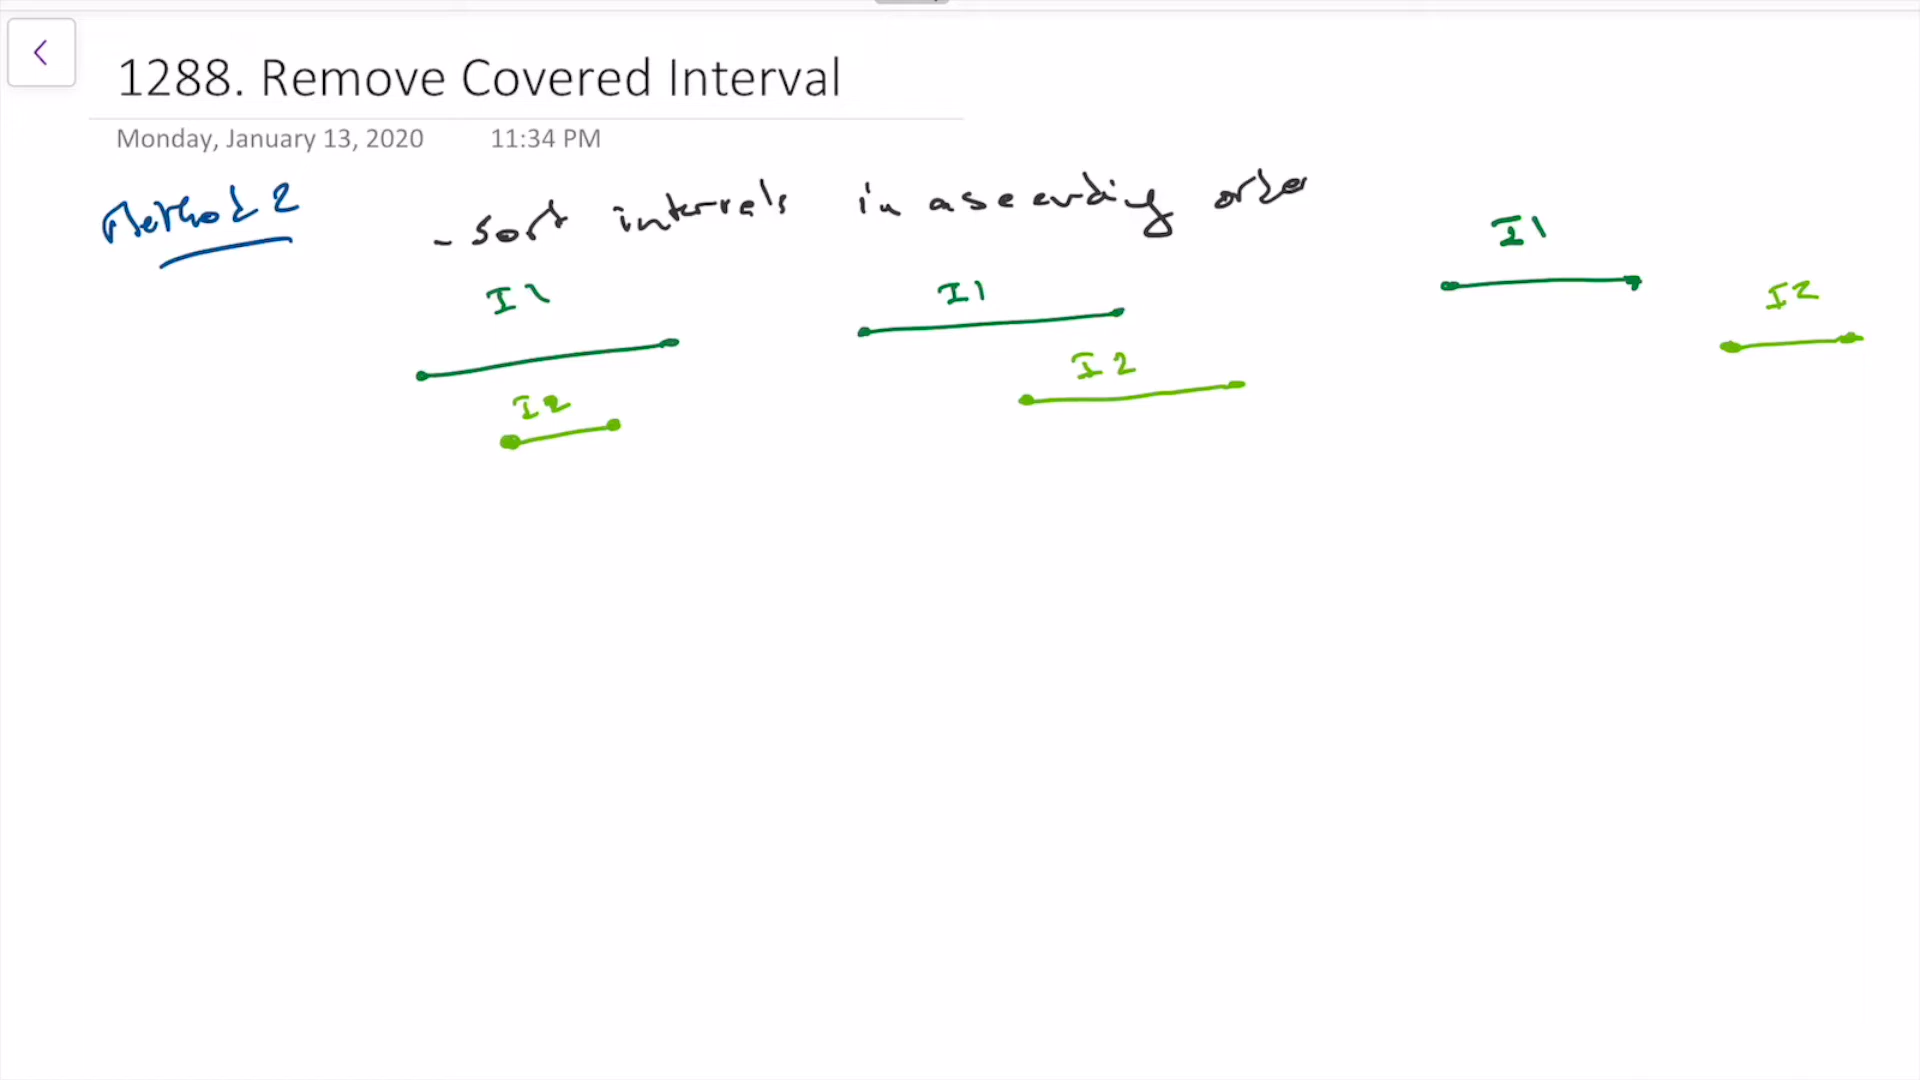 1288. Remove Covered Interval
Monday, January 13, 2020 11:34 PM
Method 2
- Sort intervals in ascending order
I1
I2
I1
I2
I1
I2